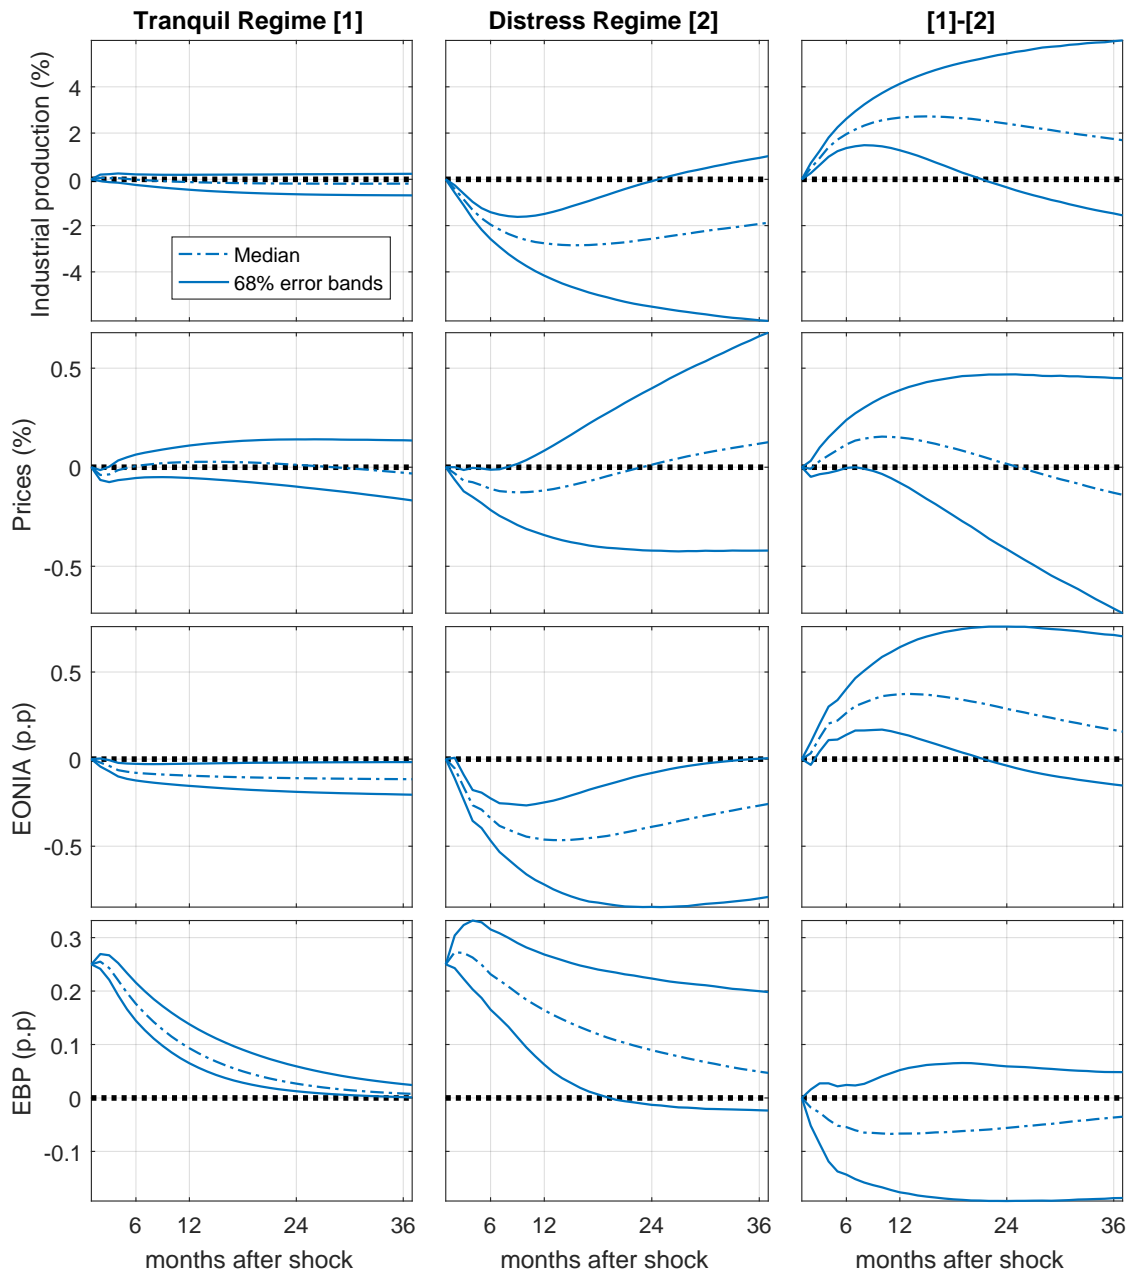 Tranquil Regime [1]
Distress Regime [2]
[1]-[2]
Industrial production (%)
4
2
0
-2
-4
Median
68% error bands
Prices (%)
0.5
0
-0.5
EONIA (p.p)
0.5
0
-0.5
EBP (p.p)
0.3
0.2
0.1
0
-0.1
6 12 24 36
6 12 24 36
6 12 24 36
months after shock
months after shock
months after shock